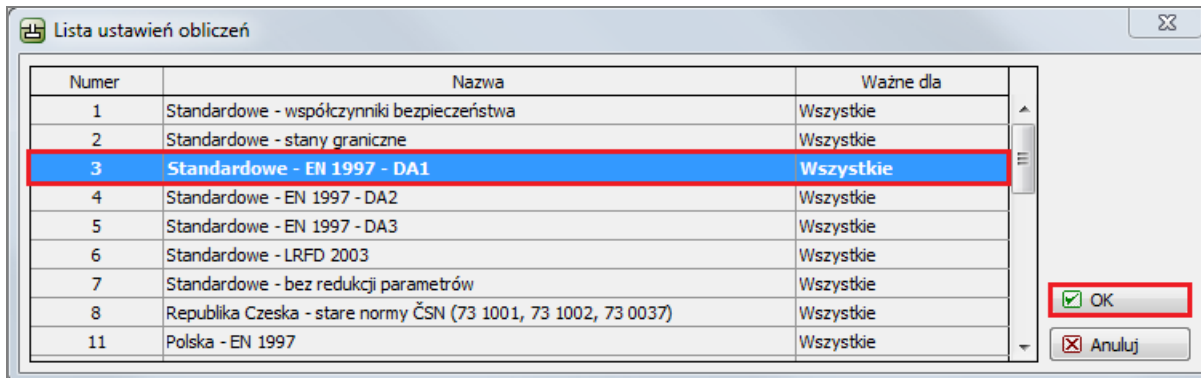 Lista ustawień obliczeń
Numer Nazwa Ważne dla
1 Standardowe - współczynniki bezpieczeństwa Wszystkie
2 Standardowe - stany graniczne Wszystkie
3 Standardowe - EN 1997 - DA1 Wszystkie
4 Standardowe - EN 1997 - DA2 Wszystkie
5 Standardowe - EN 1997 - DA3 Wszystkie
6 Standardowe - LRFD 2003 Wszystkie
7 Standardowe - bez redukcji parametrów Wszystkie
8 Republika Czeska - stare normy ČSN (73 1001, 73 1002, 73 0037) Wszystkie
11 Polska - EN 1997 Wszystkie
OK
Anuluj